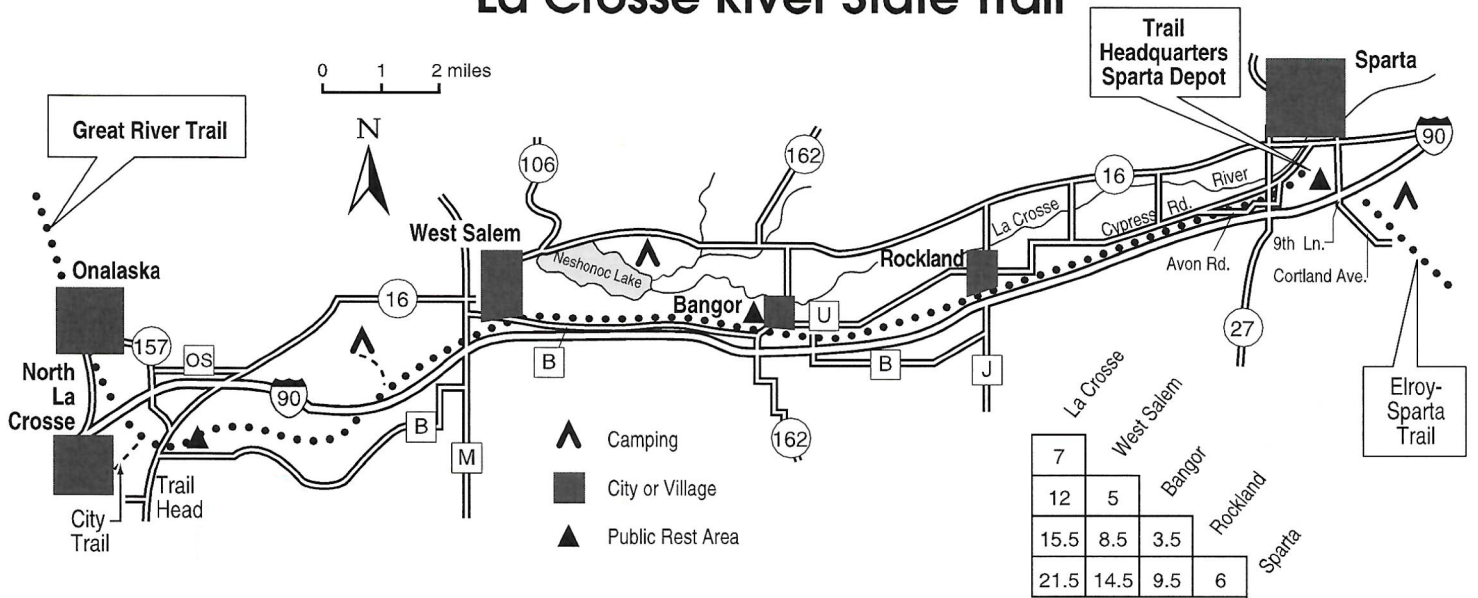 La Crosse River State Trail
Trail
Headquarters
Sparta Depot
Sparta
0 1 2 miles
Great River Trail
N
90
106
162
16
River
La Crosse
Cypress Rd.
West Salem
Neshonoc Lake
Rockland
9th Ln.
Avon Rd.
Cortland Ave.
Onalaska
16
Bangor
U
27
157
OS
B
B
J
North
La
Crosse
90
B
M
162
Elroy-
Sparta
Trail
Camping
City or Village
Public Rest Area
Trail
Head
City
Trail
La Crosse
7 West Salem
12 5 Bangor
15.5 8.5 3.5 Rockland
21.5 14.5 9.5 6 Sparta